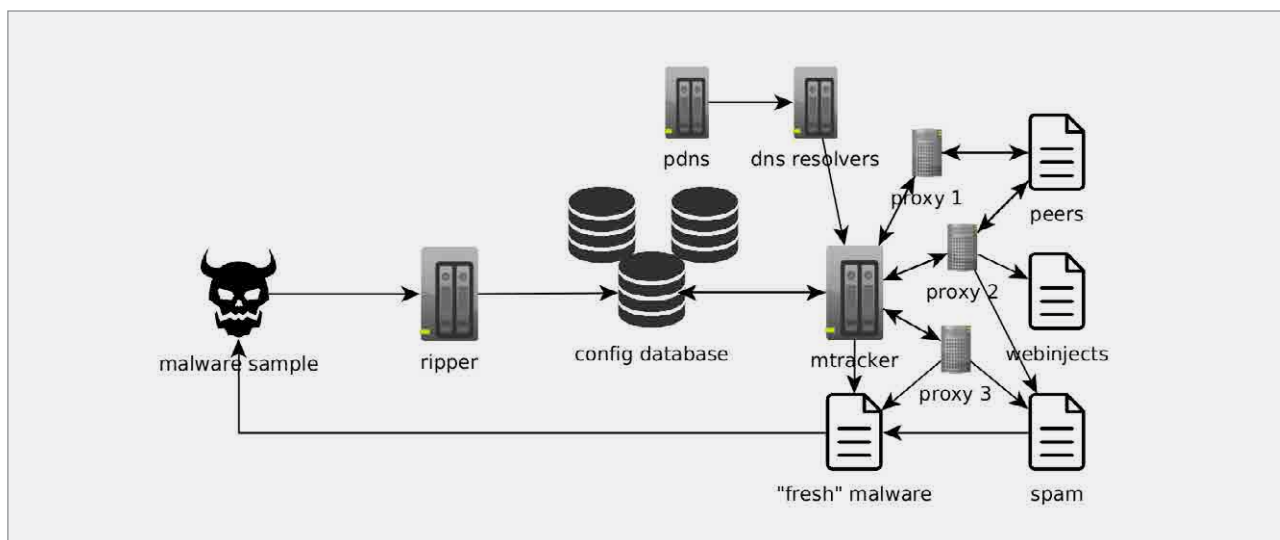 pdns
dns resolvers
proxy 1
peers
proxy 2
malware sample
ripper
config database
mtracker
webinjects
proxy 3
"fresh" malware
spam